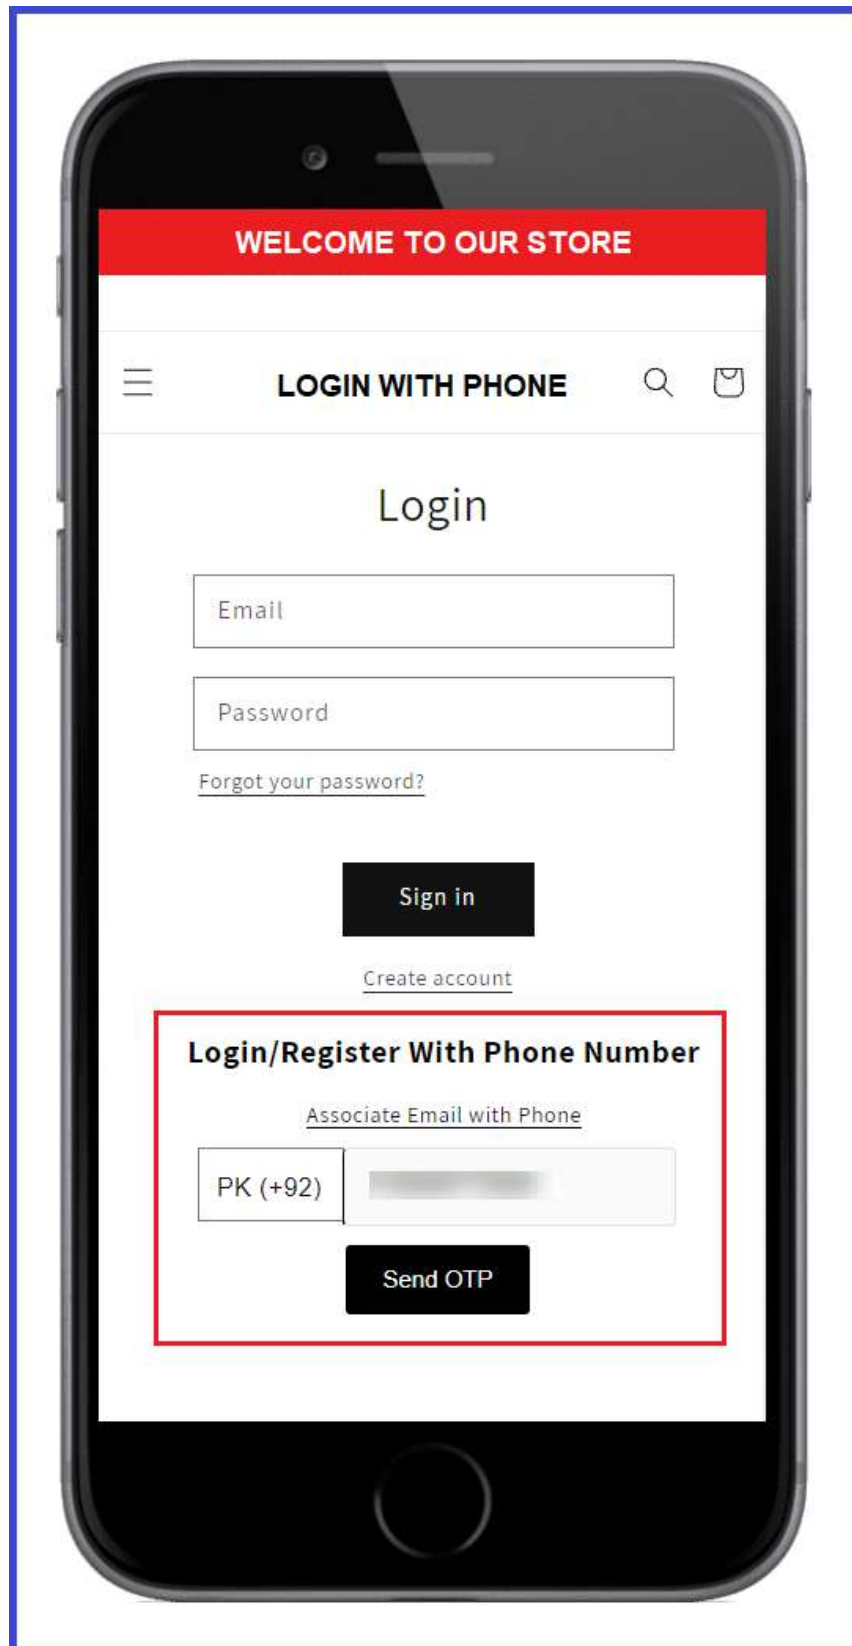 WELCOME TO OUR STORE
LOGIN WITH PHONE
Login
Email
Password
Forgot your password?
Sign in
Create account
Login/Register With Phone Number
Associate Email with Phone
PK (+92)
Send OTP